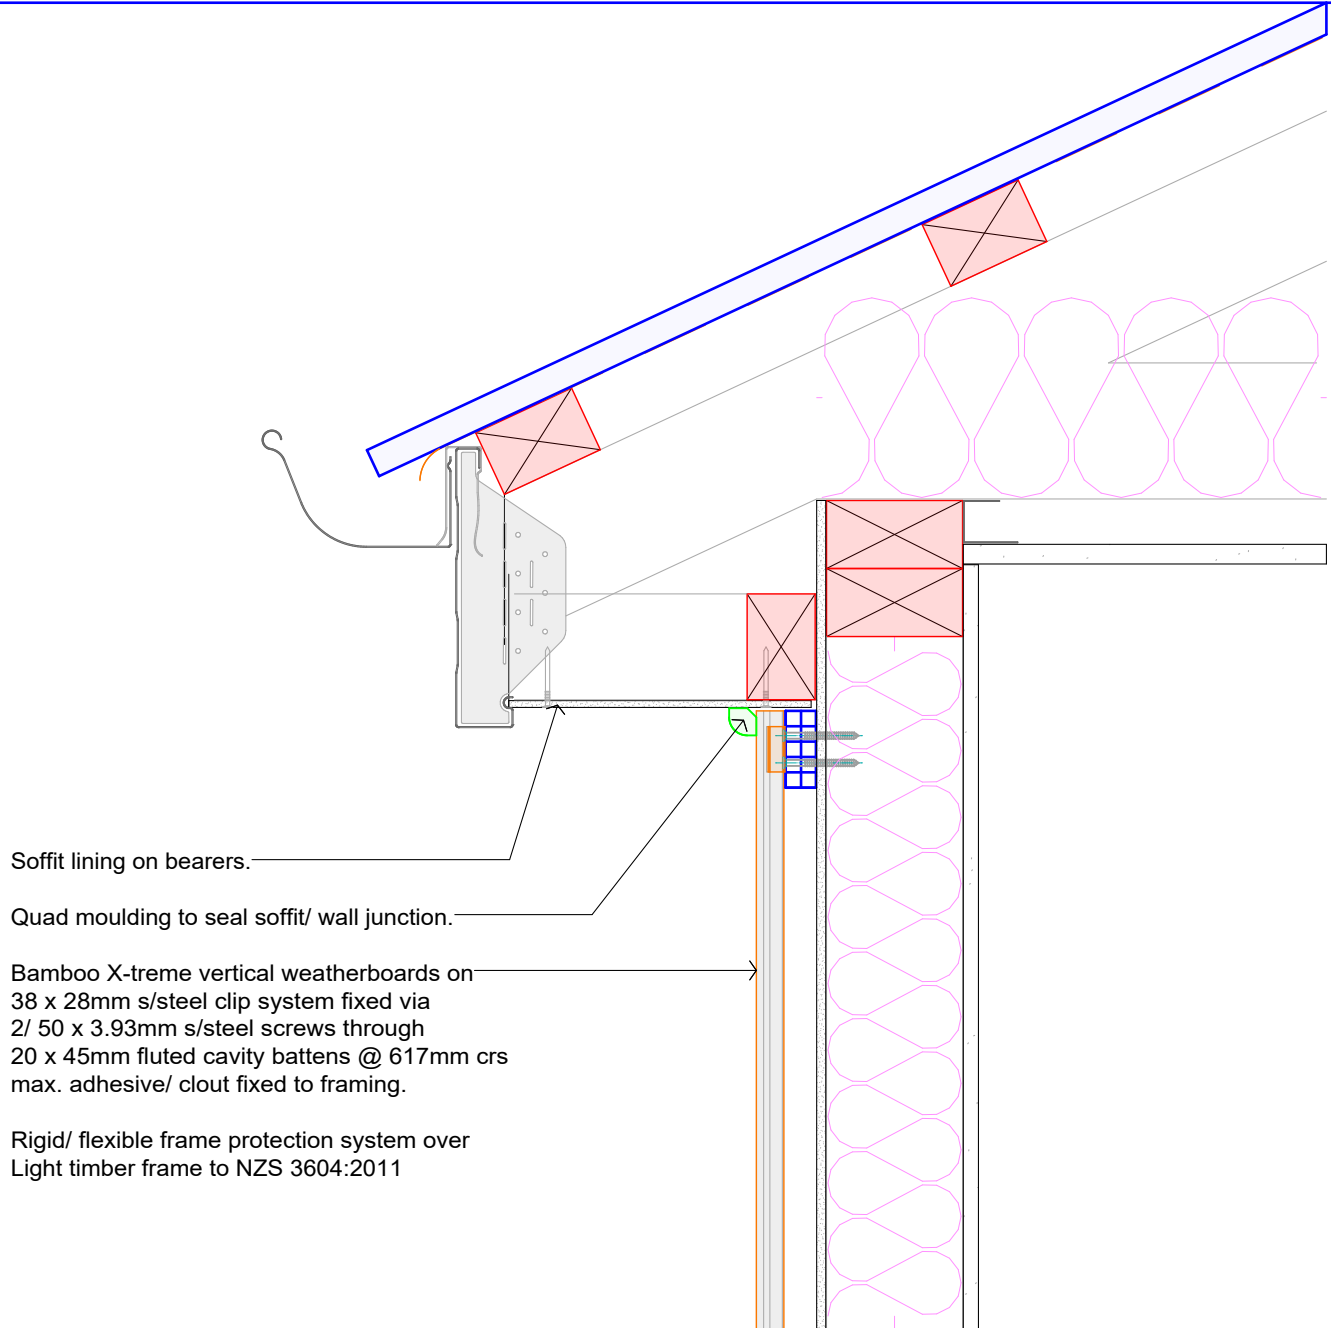 Soffit lining on bearers.
Quad moulding to seal soffit/ wall junction.
Bamboo X-treme vertical weatherboards on
38 x 28mm s/steel clip system fixed via
2/ 50 x 3.93mm s/steel screws through
20 x 45mm fluted cavity battens @ 617mm crs
max. adhesive/ clout fixed to framing.
Rigid/ flexible frame protection system over
Light timber frame to NZS 3604:2011